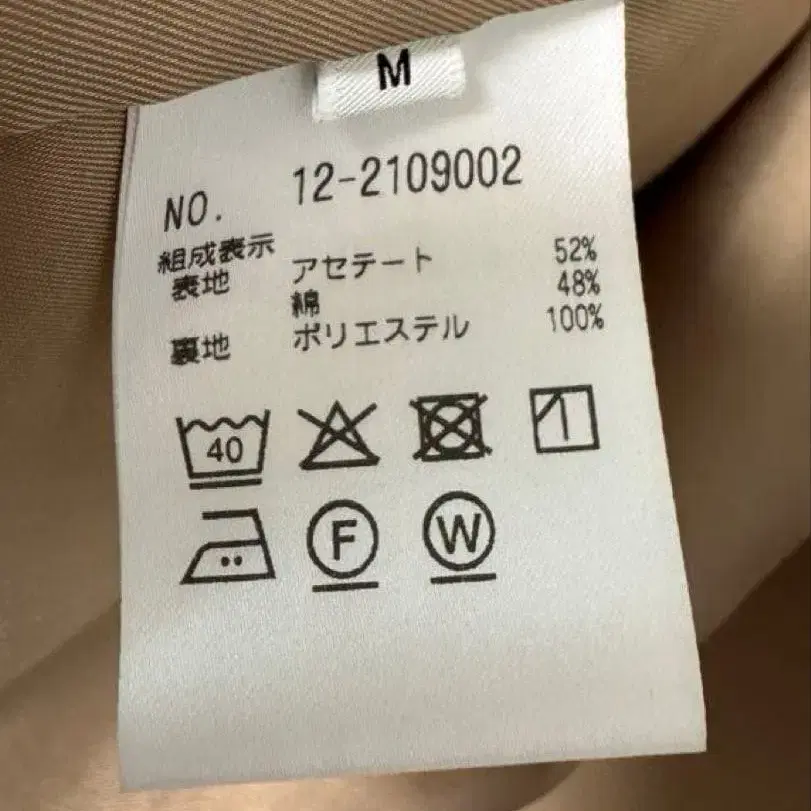 M
NO. 12-2109002
組成表示
表地 アセテート 52%
綿 48%
裏地 ポリエステル 100%
40
F W